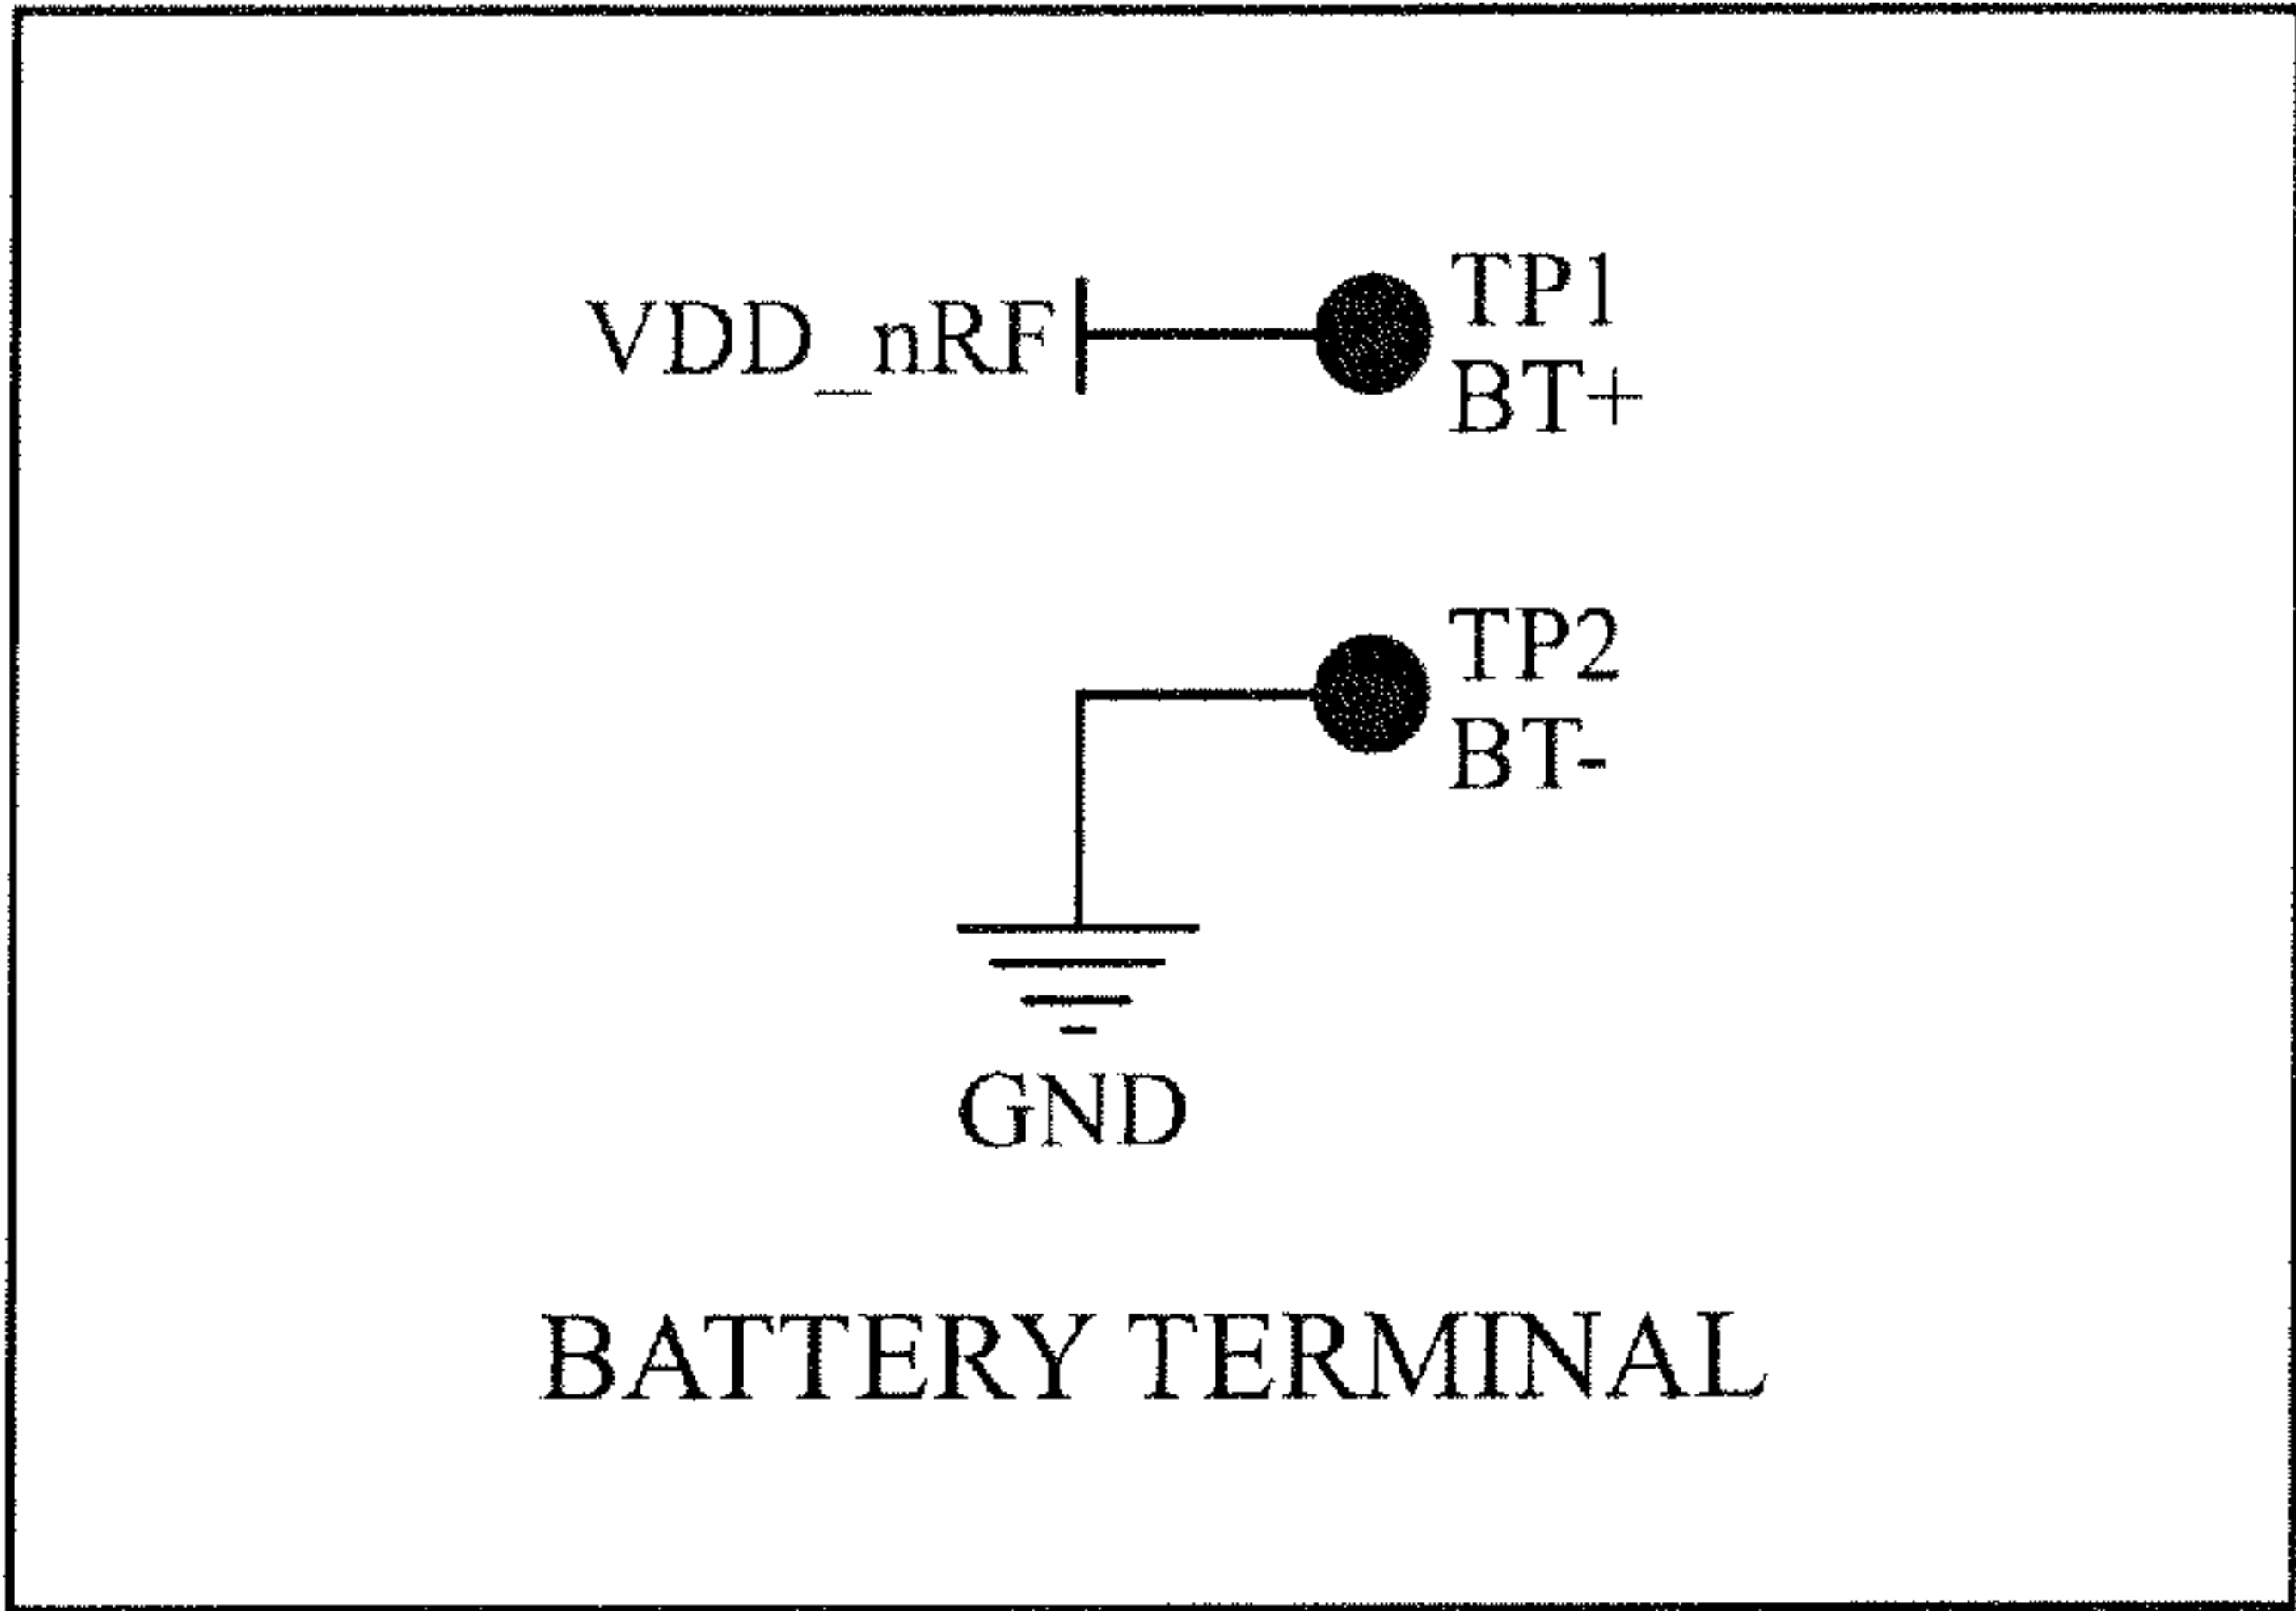 TP1
VDD_nRF
BT+
TP2
BT-
GND
BATTERY TERMINAL